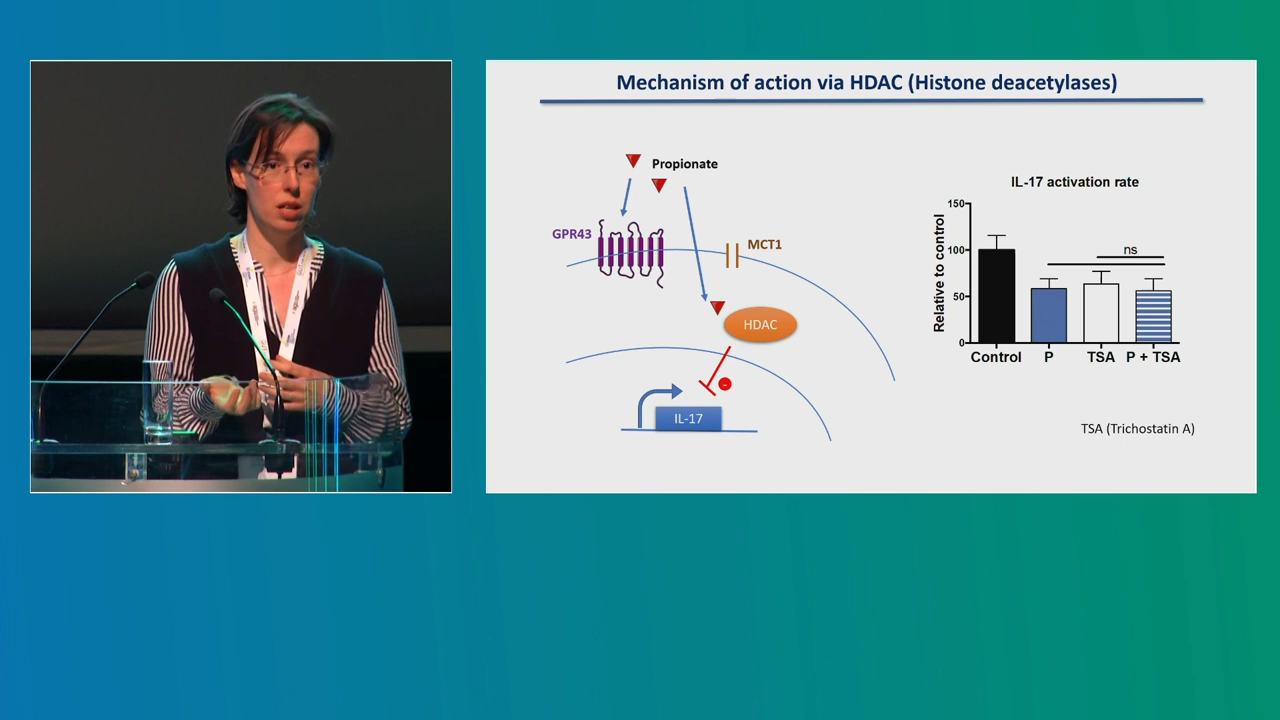 Mechanism of action via HDAC (Histone deacetylases)
Propionate
GPR43
MCT1
HDAC
-
IL-17
IL-17 activation rate
Relative to control
150
100
50
0
ns
Control P TSA P + TSA
TSA (Trichostatin A)